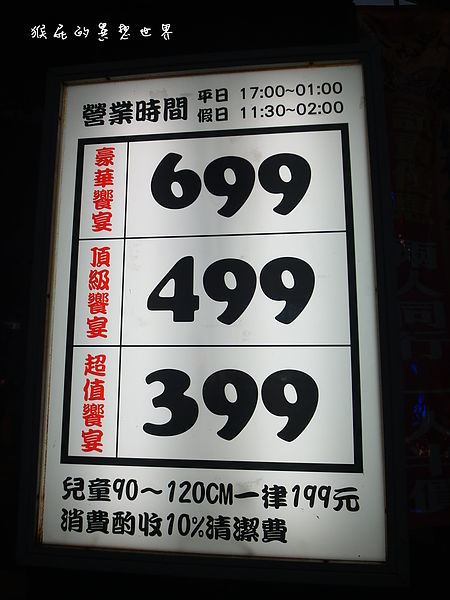 猴屁的異想世界
營業時間 平日 17:00~01:00
假日 11:30~02:00
豪華饗宴 699
頂級饗宴 499
超值饗宴 399
兒童90~120CM一律199元
消費酌收10%清潔費